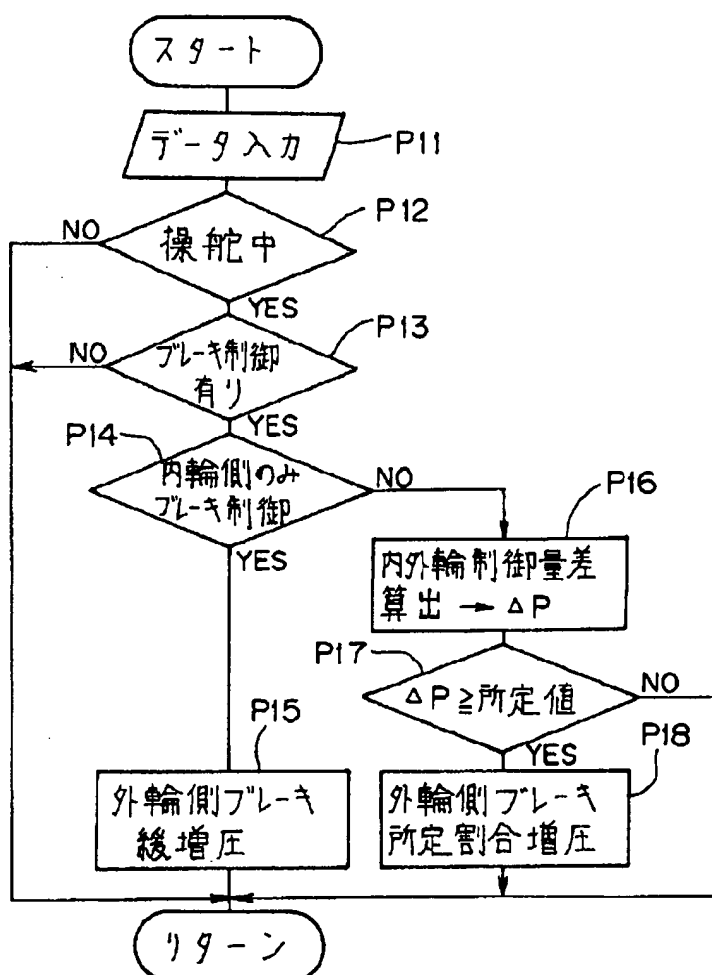 スタート
データ入力
P11
P12
NO
操舵中
YES
P13
NO
ブレーキ制御
有り
YES
P14
内輪側のみ
ブレーキ制御
NO
YES
P16
内外輪制御量差
算出 → △P
P17
△P≧所定値
NO
YES
P15
外輪側ブレーキ
緩増圧
P18
外輪側ブレーキ
所定割合増圧
リターン